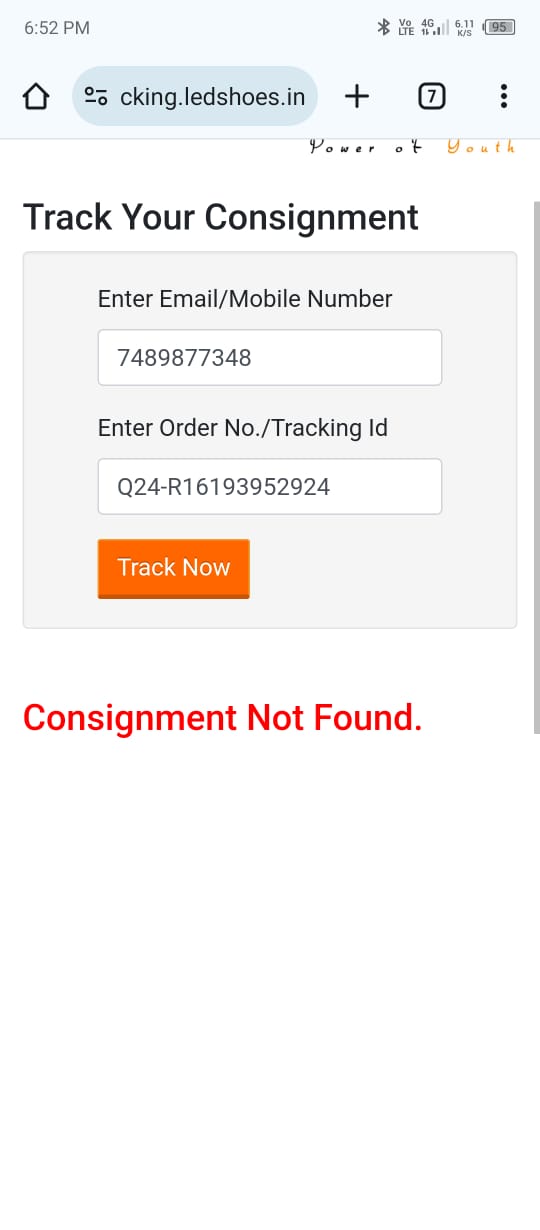 6:52 PM Vo LTE 4G 6.11 K/S 95
cking.ledshoes.in 7
Power of Youth
Track Your Consignment
Enter Email/Mobile Number
7489877348
Enter Order No./Tracking Id
Q24-R16193952924
Track Now
Consignment Not Found.